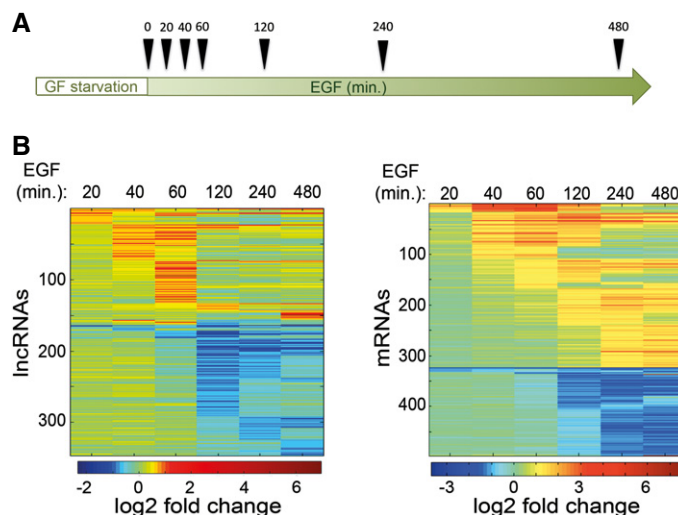 A
0 20 40 60 120 240 480
GF starvation EGF (min.)
B
EGF
(min.): 20 40 60 120 240 480
lncRNAs
100
200
300
-2 0 2 4 6
log2 fold change
EGF
(min.): 20 40 60 120 240 480
mRNAs
100
200
300
400
-3 0 3 6
log2 fold change